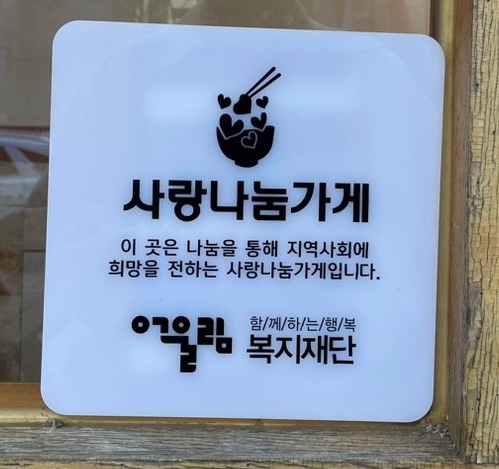 사랑나눔가게
이 곳은 나눔을 통해 지역사회에
희망을 전하는 사랑나눔가게입니다.
어울림 함/께/하/는/행/복
복지재단